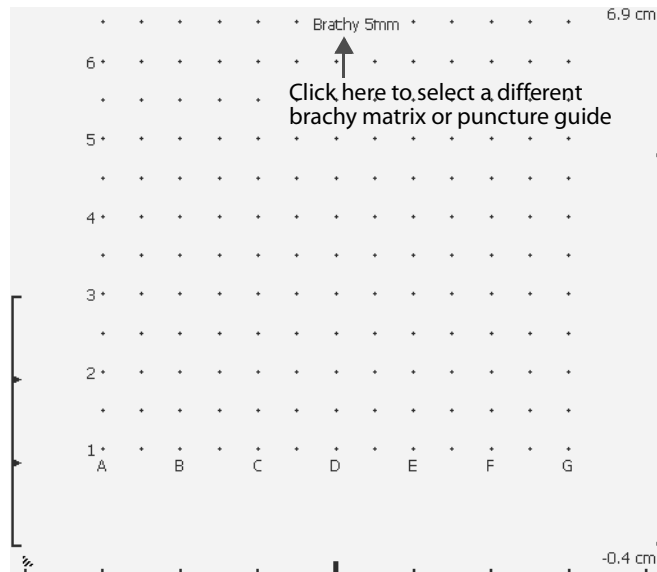 Brachy 5mm
6.9 cm
6
Click here to select a different
brachy matrix or puncture guide
5
4
3
2
1
A B C D E F G
-0.4 cm